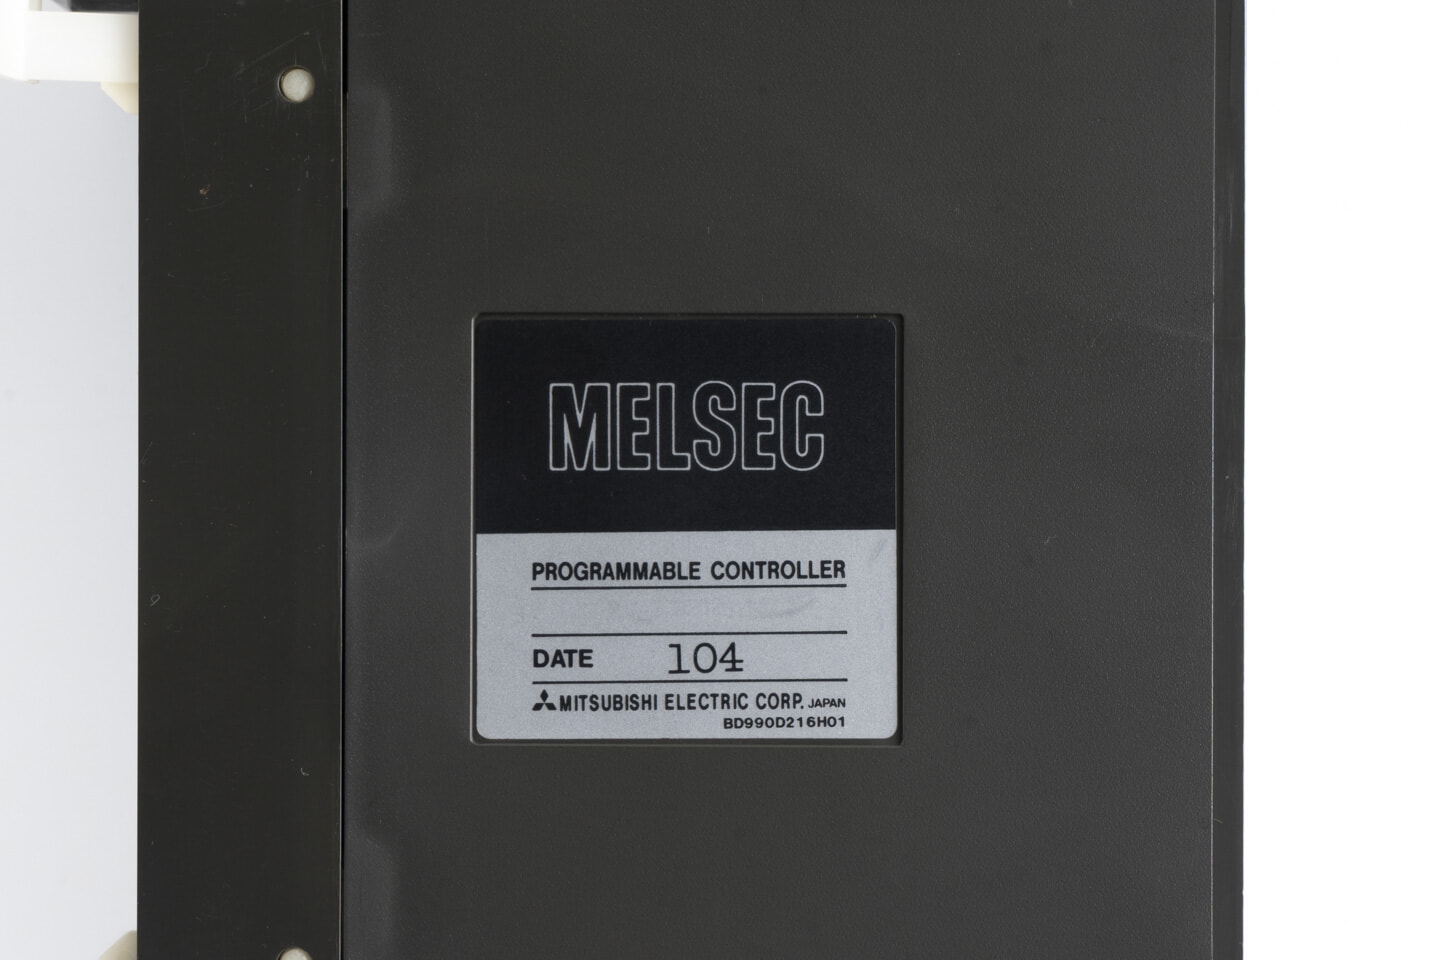 MELSEC
PROGRAMMABLE CONTROLLER
DATE 104
MITSUBISHI ELECTRIC CORP. JAPAN
BD990D216H01